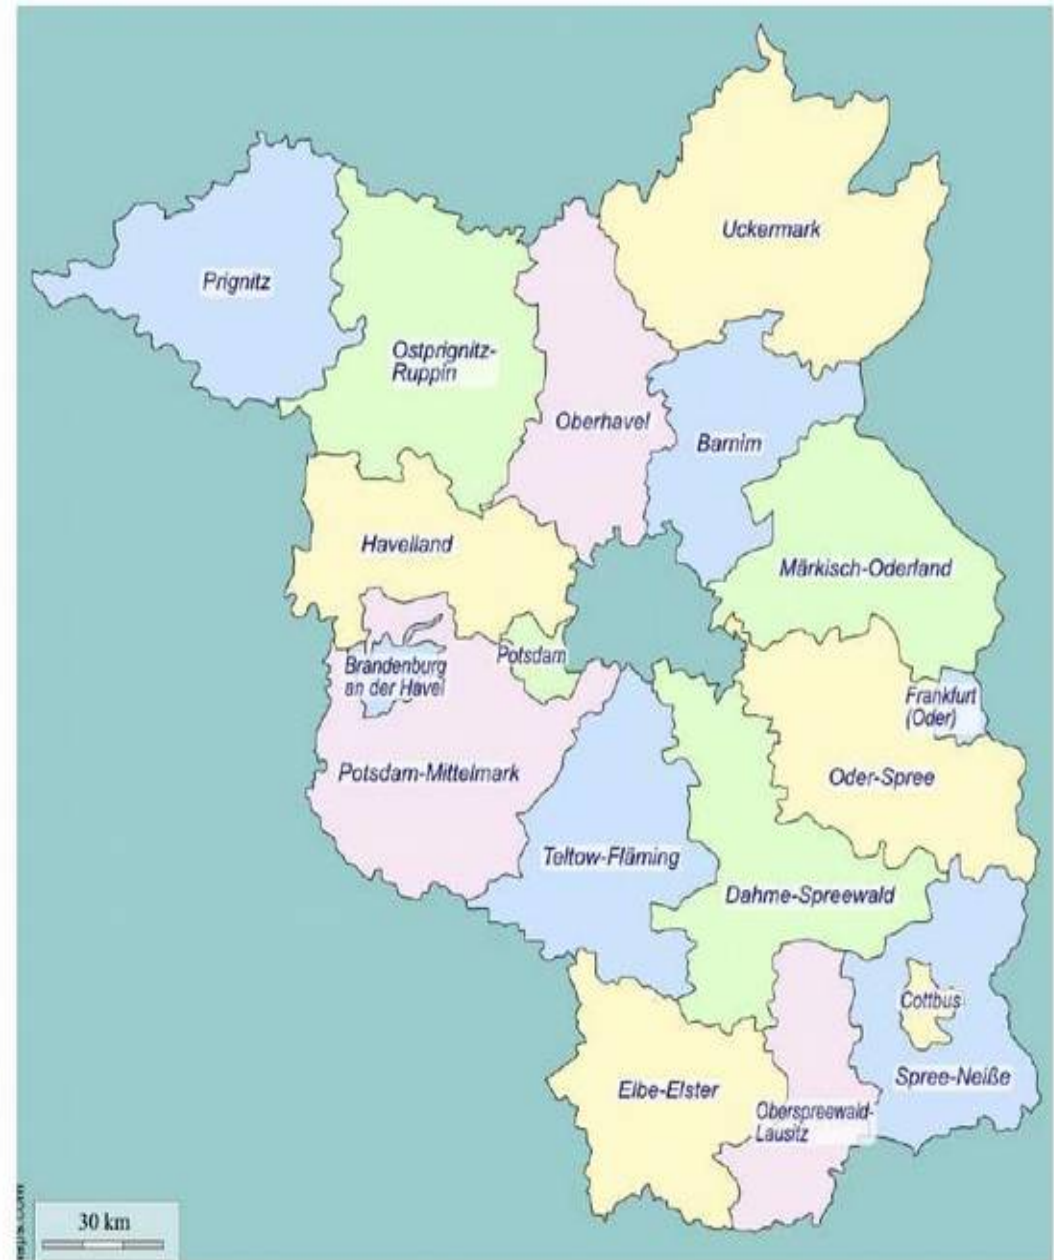 Uckermark
Prignitz
Ostprignitz-
Ruppin
Oberhavel
Barnim
Havelland
Märkisch-Oderland
Potsdam
Brandenburg
an der Havel
Frankfurt
(Oder)
Potsdam-Mittelmark
Oder-Spree
Teltow-Fläming
Dahme-Spreewald
Cottbus
Spree-Neiße
Elbe-Elster
Oberspreewald-
Lausitz
30 km